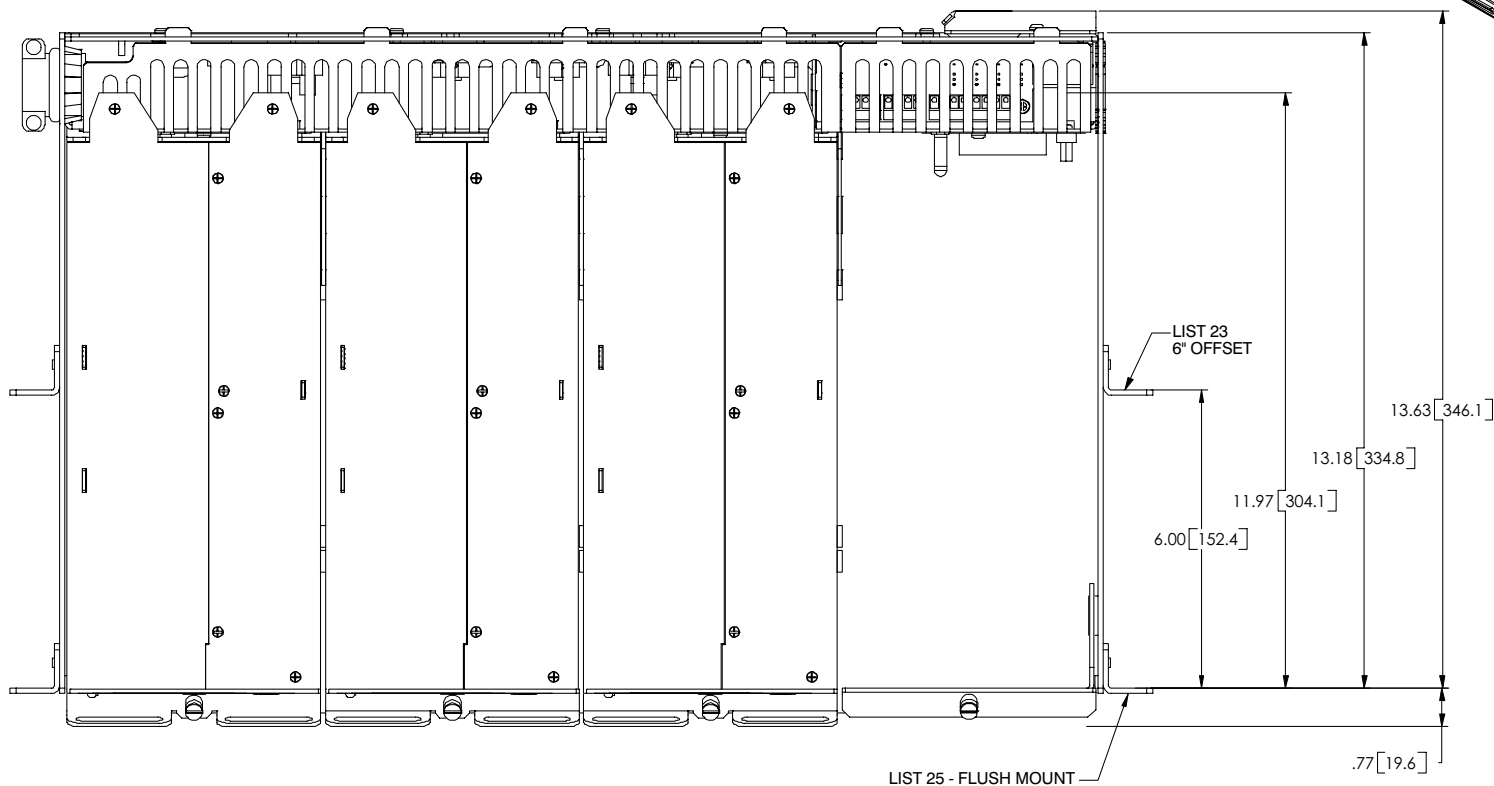 LIST 23
6" OFFSET
13.63[346.1]
13.18[334.8]
11.97[304.1]
6.00[152.4]
.77[19.6]
LIST 25 - FLUSH MOUNT